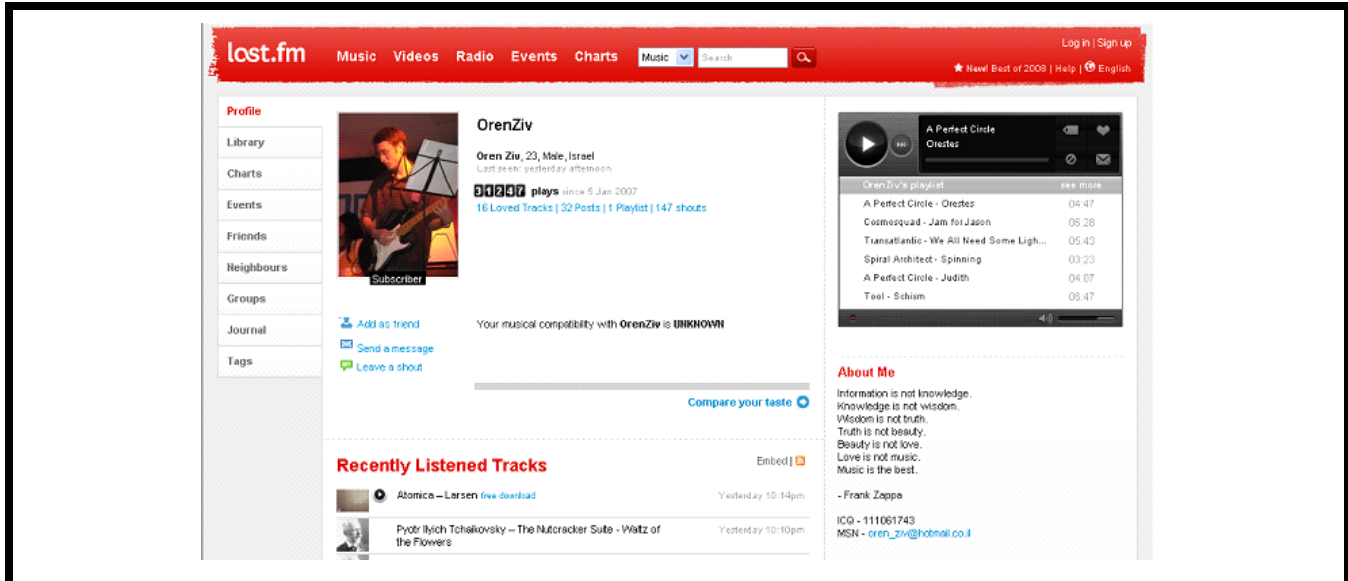 last.fm
Music Videos Radio Events Charts Music Search
Log in | Sign up
New! Best of 2008 | Help | English
Profile
Library
Charts
Events
Friends
Neighbours
Groups
Journal
Tags
Subscriber
Add as friend
Send a message
Leave a shout
OrenZiv
Oren Ziv, 23, Male, Israel
Last seen: yesterday afternoon
31247 plays since 5 Jan 2007
16 Loved Tracks | 32 Posts | 1 Playlist | 147 shouts
Your musical compatibility with OrenZiv is UNKNOWN
Compare your taste
Recently Listened Tracks
Embed |
Atomica – Larsen free download Yesterday 10:14pm
Pyotr Ilyich Tchaikovsky – The Nutcracker Suite - Waltz of Yesterday 10:10pm
the Flowers
A Perfect Circle
Orestes
OrenZiv's playlist see more
A Perfect Circle - Orestes 04:47
Cosmosquad - Jam for Jason 05:28
Transatlantic - We All Need Some Ligh... 05:43
Spiral Architect - Spinning 03:23
A Perfect Circle - Judith 04:07
Tool - Schism 06:47
About Me
Information is not knowledge.
Knowledge is not wisdom.
Wisdom is not truth.
Truth is not beauty.
Beauty is not love.
Love is not music.
Music is the best.
- Frank Zappa
ICQ - 111061743
MSN - oren_ziv@hotmail.co.il